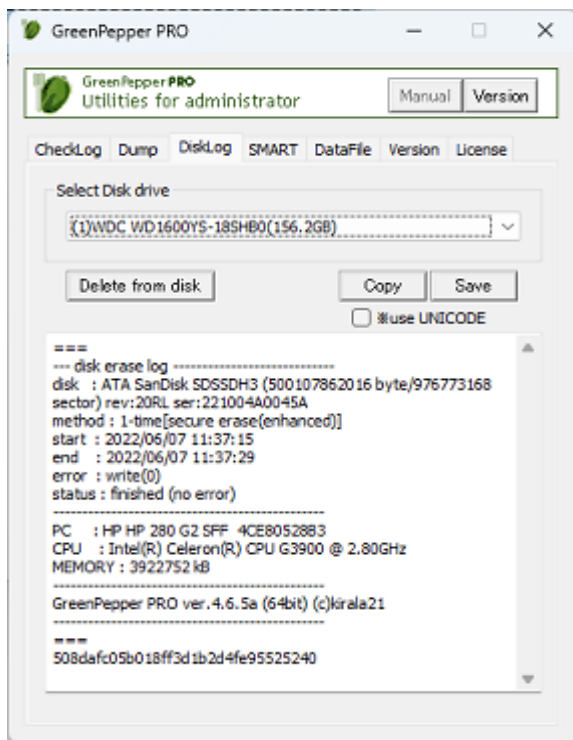 GreenPepper PRO
GreenPepper PRO
Utilities for administrator
Manual
Version
CheckLog Dump DiskLog SMART DataFile Version License
Select Disk drive
(1)WDC WD1600YS-18SHB0(156.2GB)
Delete from disk
Copy
Save
※use UNICODE
===
--- disk erase log -----------------------------
disk : ATA SanDisk SDSSDH3 (500107862016 byte/976773168
sector) rev:20RL ser:221004A0045A
method : 1-time[secure erase(enhanced)]
start : 2022/06/07 11:37:15
end : 2022/06/07 11:37:29
error : write(0)
status : finished (no error)
------------------------------------------------
PC : HP HP 280 G2 SFF 4CE80528B3
CPU : Intel(R) Celeron(R) CPU G3900 @ 2.80GHz
MEMORY : 3922752 kB
------------------------------------------------
GreenPepper PRO ver.4.6.5a (64bit) (c)kirala21
------------------------------------------------
===
508dafc05b018ff3d1b2d4fe95525240